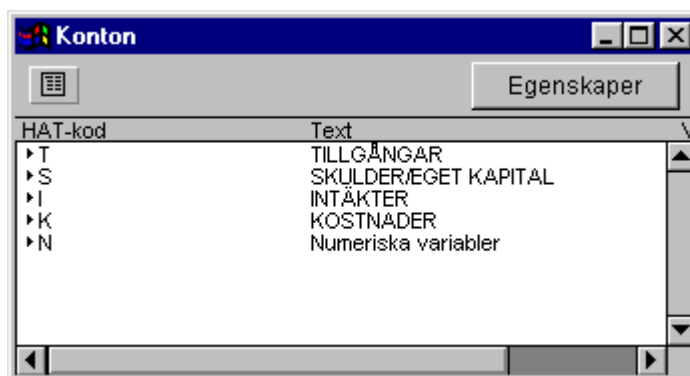 Konton
Egenskaper
HAT-kod Text
T TILLGÅNGAR
S SKULDER/EGET KAPITAL
I INTÄKTER
K KOSTNADER
N Numeriska variabler